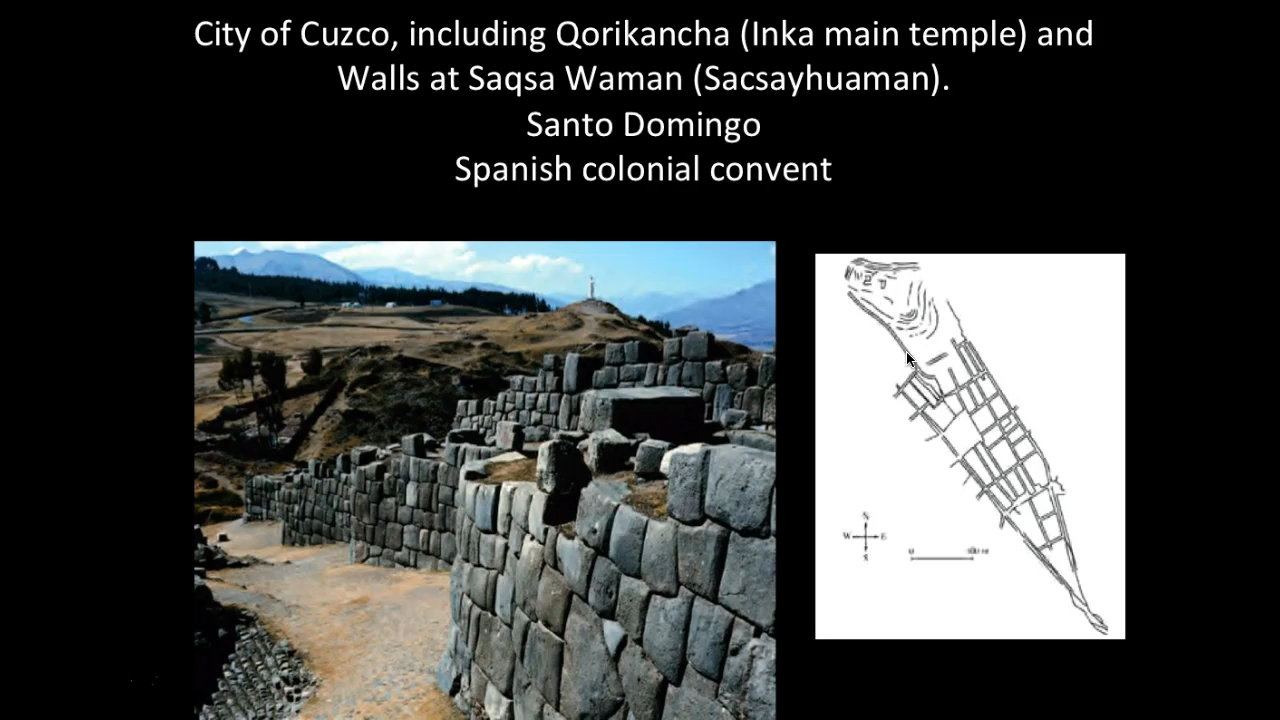 City of Cuzco, including Qorikancha (Inka main temple) and
Walls at Saqsa Waman (Sacsayhuaman).
Santo Domingo
Spanish colonial convent
N
W E
S
0